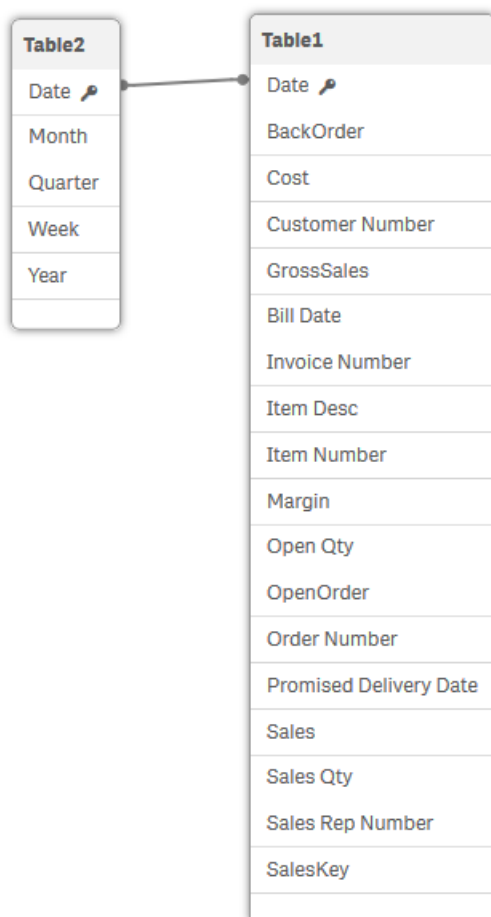 Table2
Date
Month
Quarter
Week
Year
Table1
Date
BackOrder
Cost
Customer Number
GrossSales
Bill Date
Invoice Number
Item Desc
Item Number
Margin
Open Qty
OpenOrder
Order Number
Promised Delivery Date
Sales
Sales Qty
Sales Rep Number
SalesKey